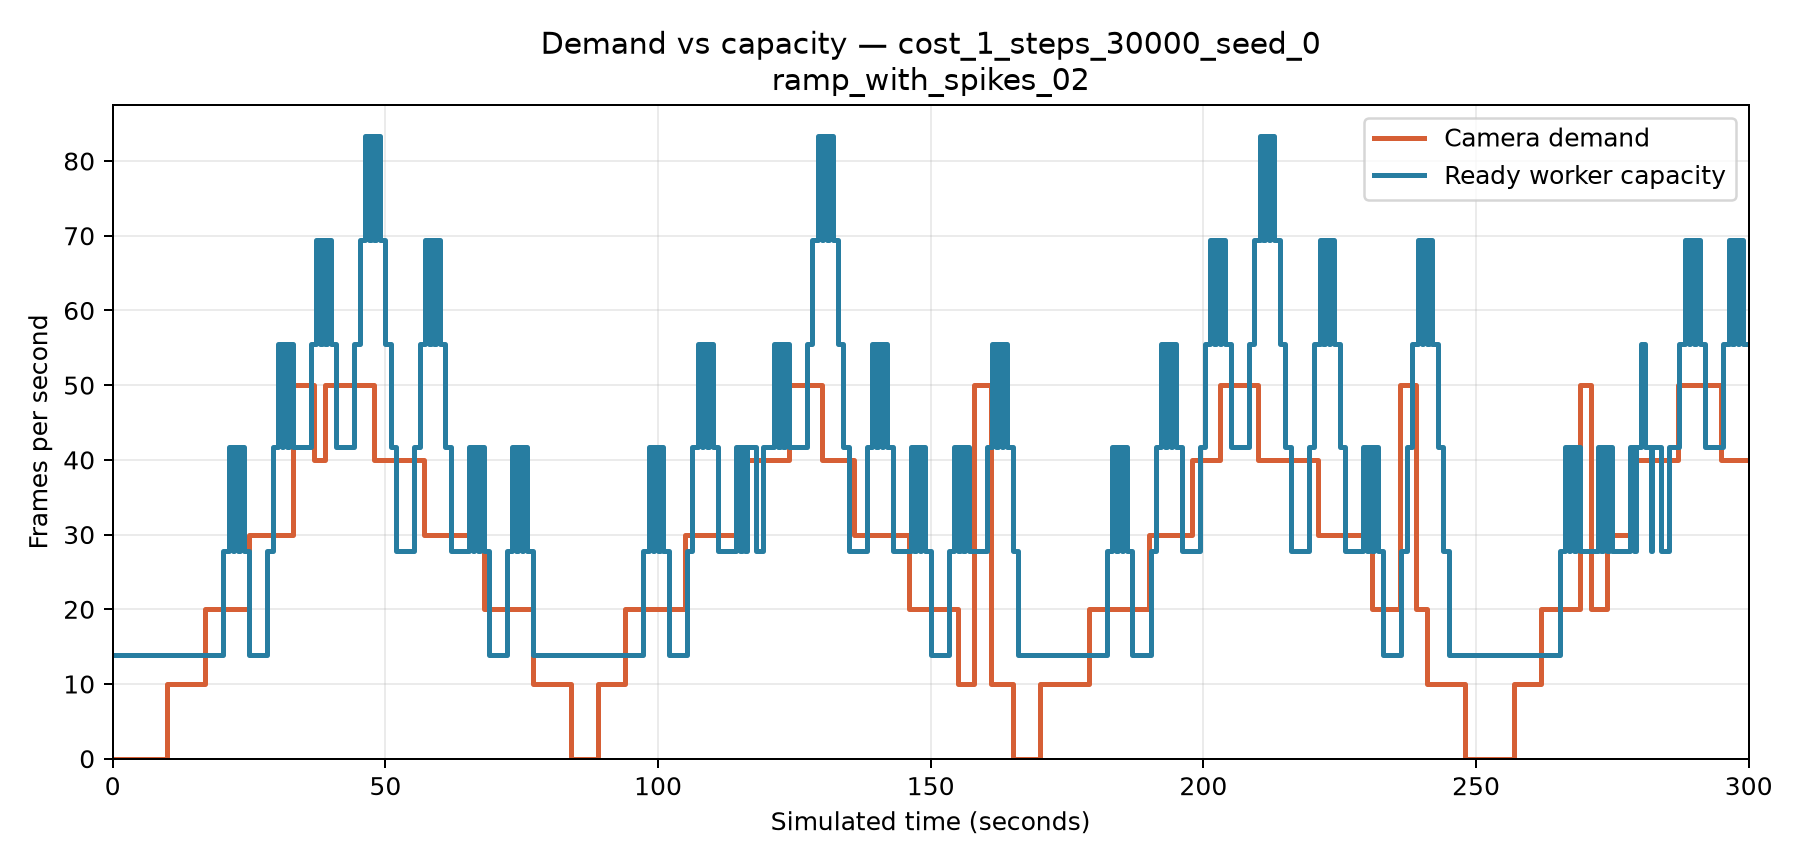 Demand vs capacity — cost_1_steps_30000_seed_0
ramp_with_spikes_02
Camera demand
Ready worker capacity
Frames per second
80
70
60
50
40
30
20
10
0
0 50 100 150 200 250 300
Simulated time (seconds)